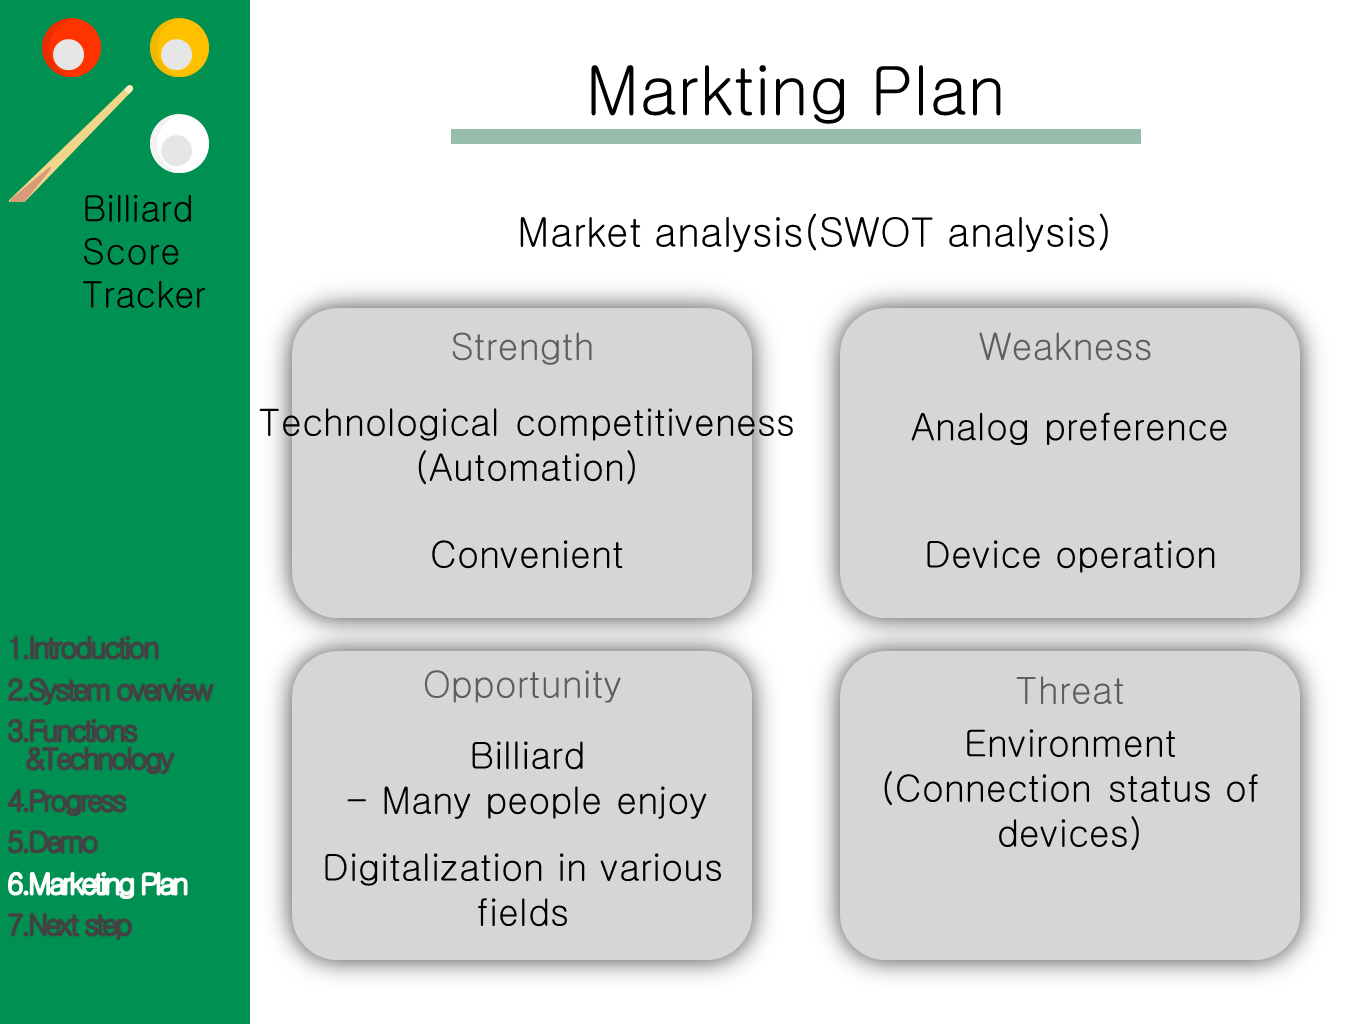 Billiard
Score
Tracker
1.Introduction
2.System overview
3.Functions
&Technology
4.Progress
5.Demo
6.Marketing Plan
7.Next step
Markting Plan
Market analysis(SWOT analysis)
Strength
Technological competitiveness
(Automation)
Convenient
Weakness
Analog preference
Device operation
Opportunity
Billiard
- Many people enjoy
Digitalization in various
fields
Threat
Environment
(Connection status of
devices)